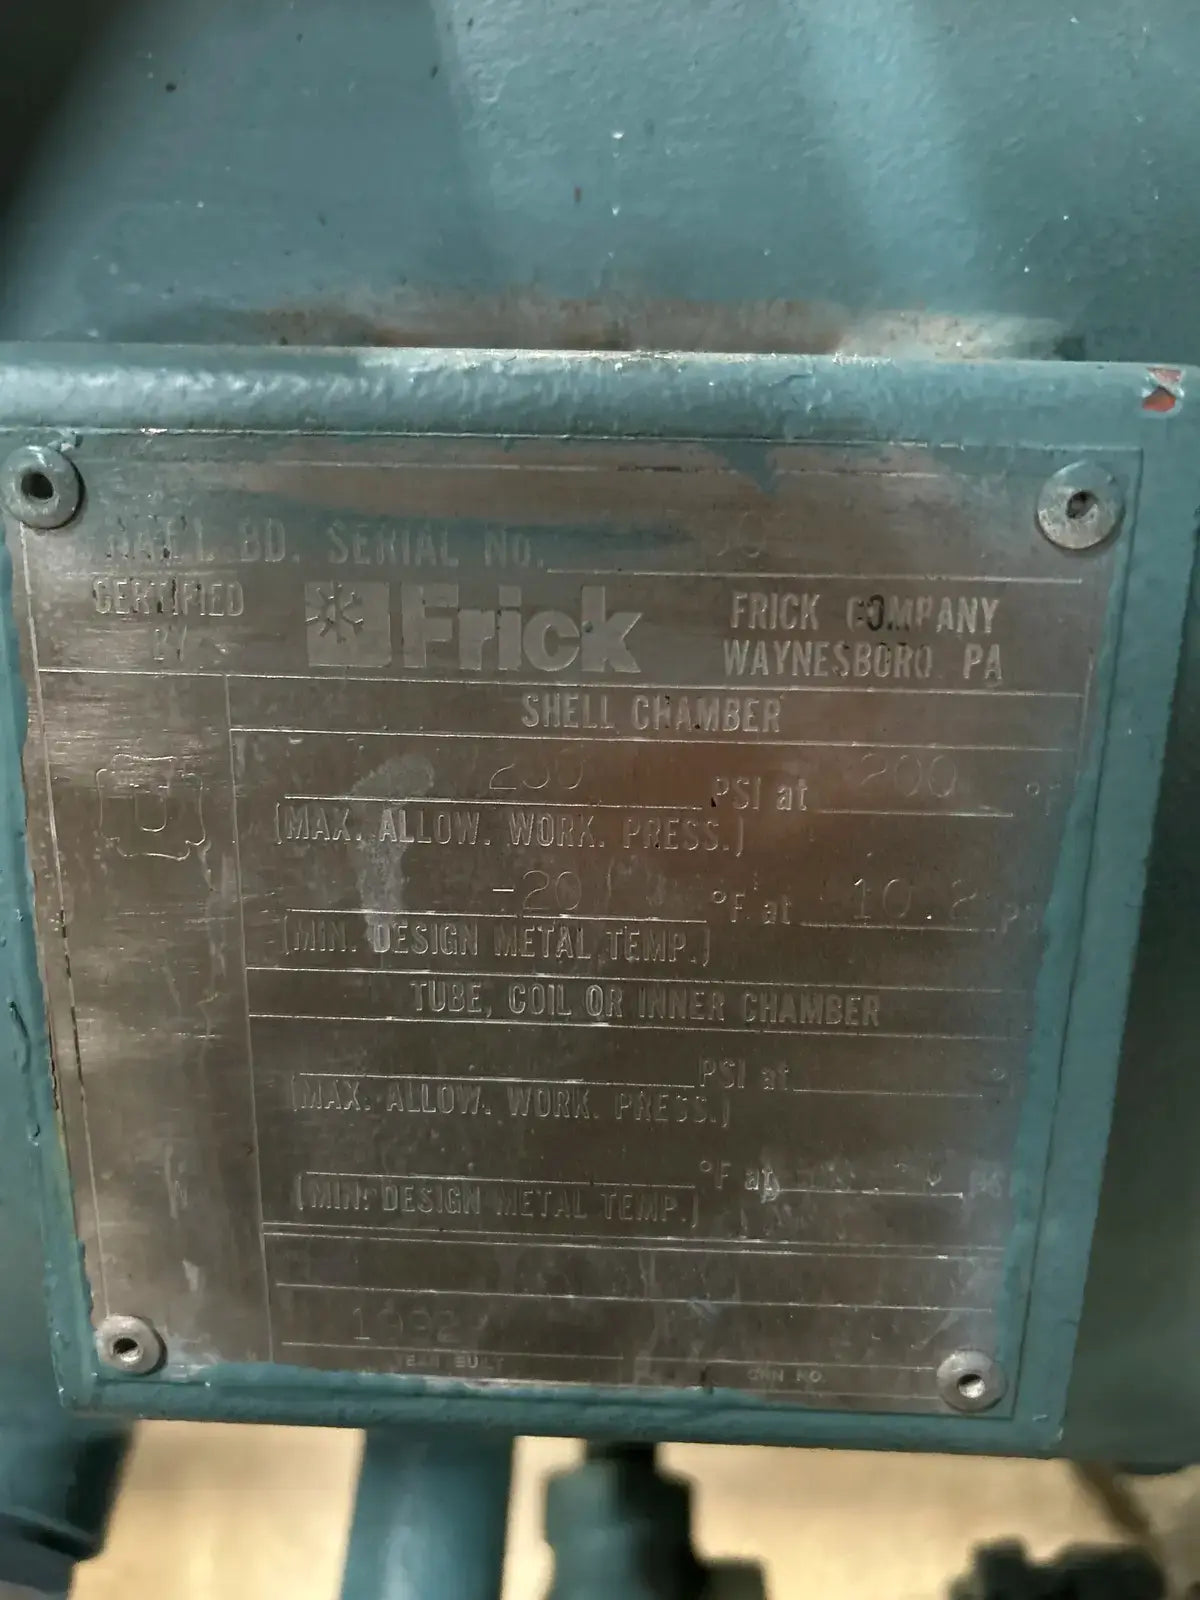 NAT'L BD. SERIAL NO.
CERTIFIED BY
Frick
FRICK COMPANY
WAYNESBORO, PA
SHELL CHAMBER
PSI at 200 °F
(MAX. ALLOW. WORK. PRESS.)
U
-20 °F at 10.2
(MIN. DESIGN METAL TEMP.)
TUBE, COIL OR INNER CHAMBER
PSI at °
(MAX. ALLOW. WORK. PRESS.)
W
°F at PS
(MIN. DESIGN METAL TEMP.)
1992
YEAR BUILT
CRN NO.